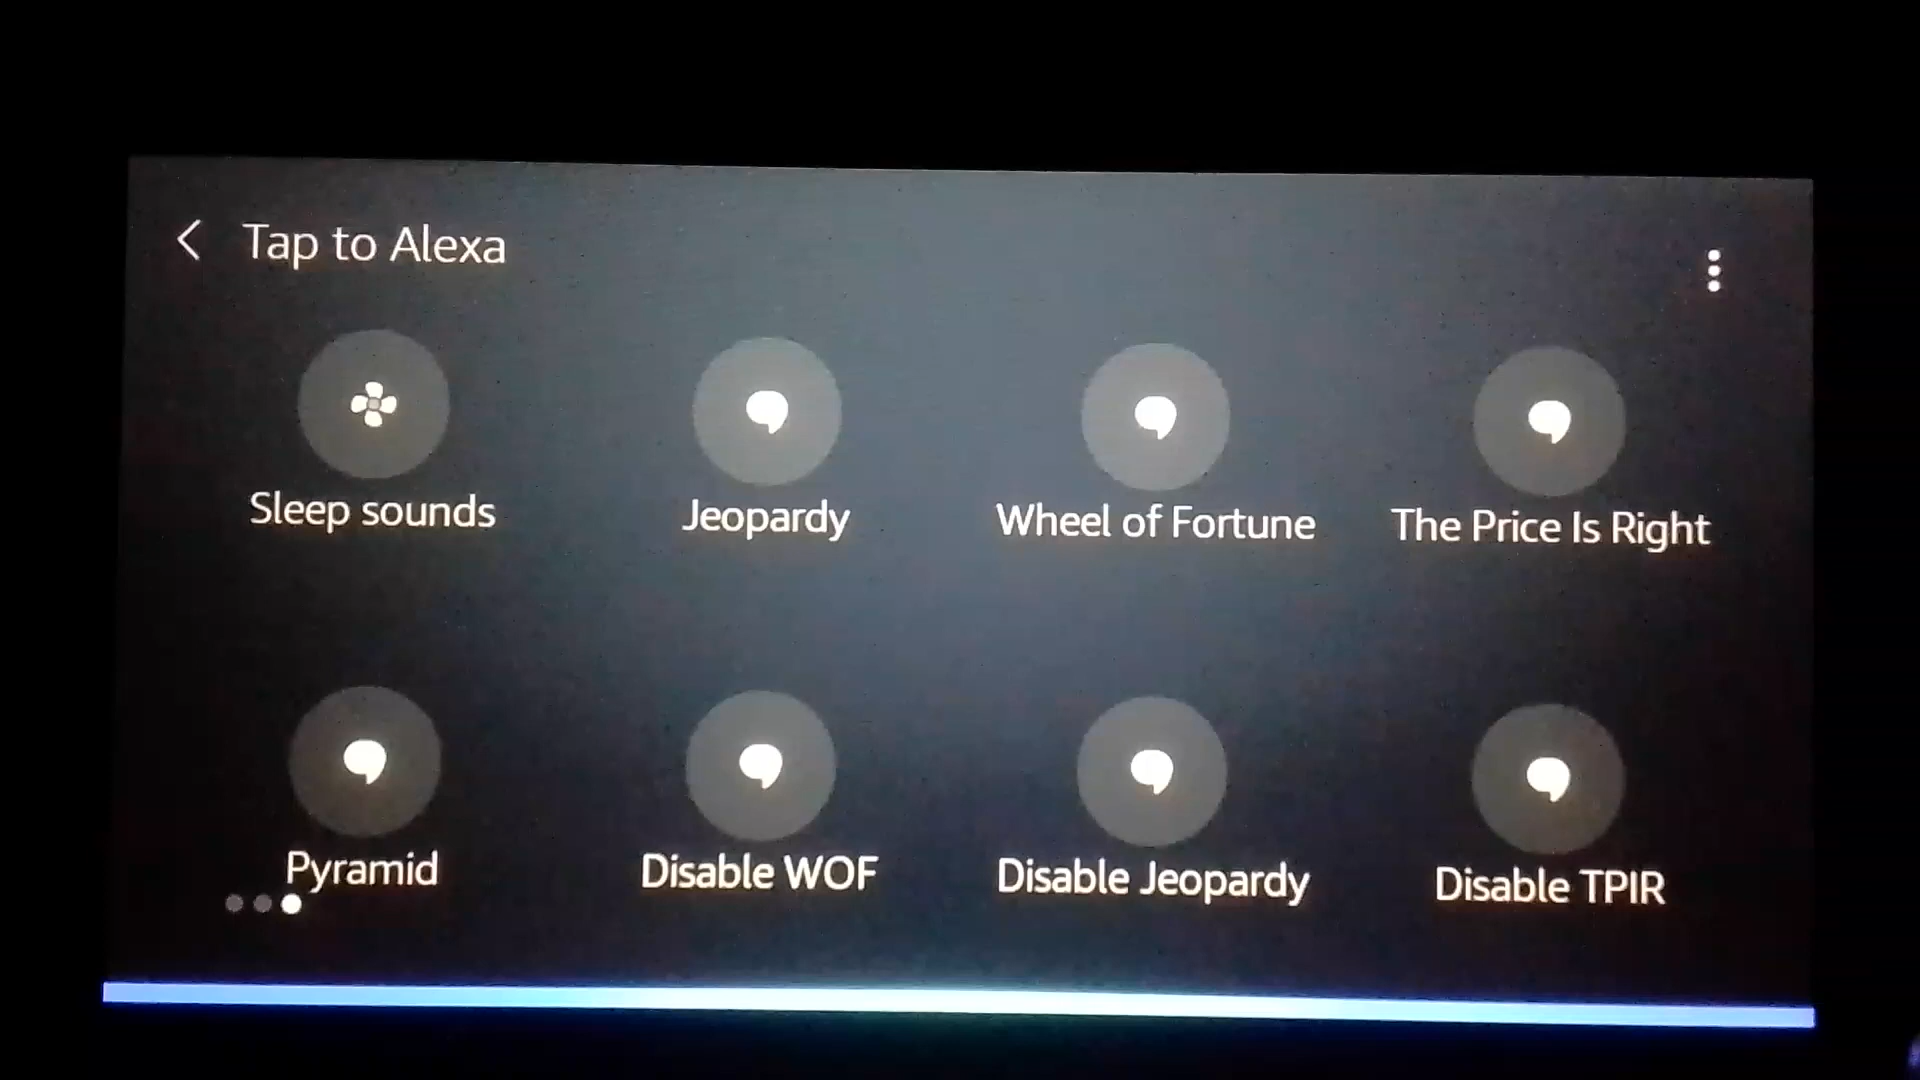 Tap to Alexa
Sleep sounds
Jeopardy
Wheel of Fortune
The Price Is Right
Pyramid
Disable WOF
Disable Jeopardy
Disable TPIR